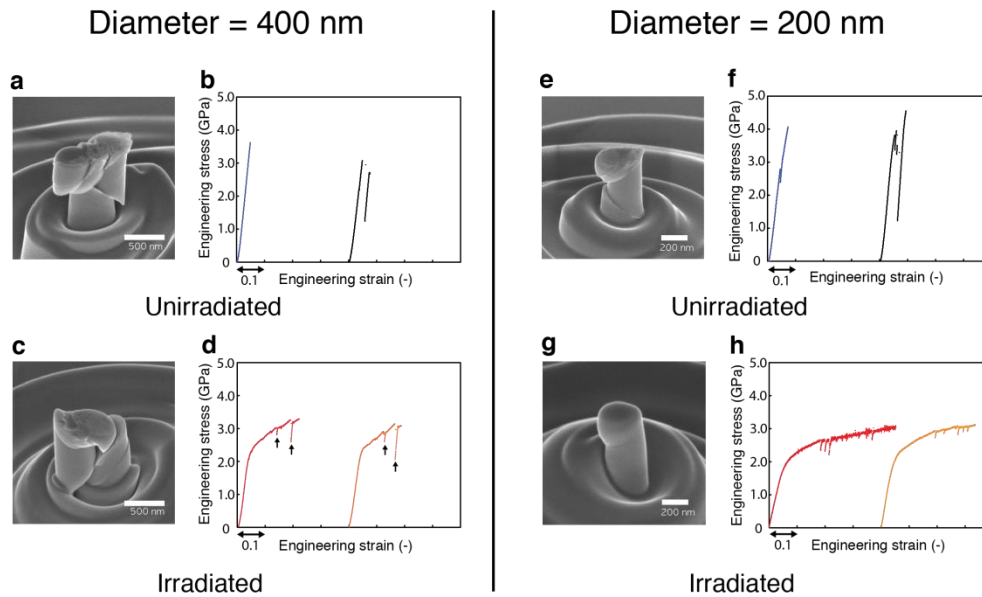 Diameter = 400 nm
a
500 nm
b
Engineering stress (GPa)
5.0
4.0
3.0
2.0
1.0
0
0.1
Engineering strain (-)
Unirradiated
c
500 nm
d
Engineering stress (GPa)
5.0
4.0
3.0
2.0
1.0
0
0.1
Engineering strain (-)
Irradiated
Diameter = 200 nm
e
200 nm
f
Engineering stress (GPa)
5.0
4.0
3.0
2.0
1.0
0
0.1
Engineering strain (-)
Unirradiated
g
200 nm
h
Engineering stress (GPa)
5.0
4.0
3.0
2.0
1.0
0
0.1
Engineering strain (-)
Irradiated